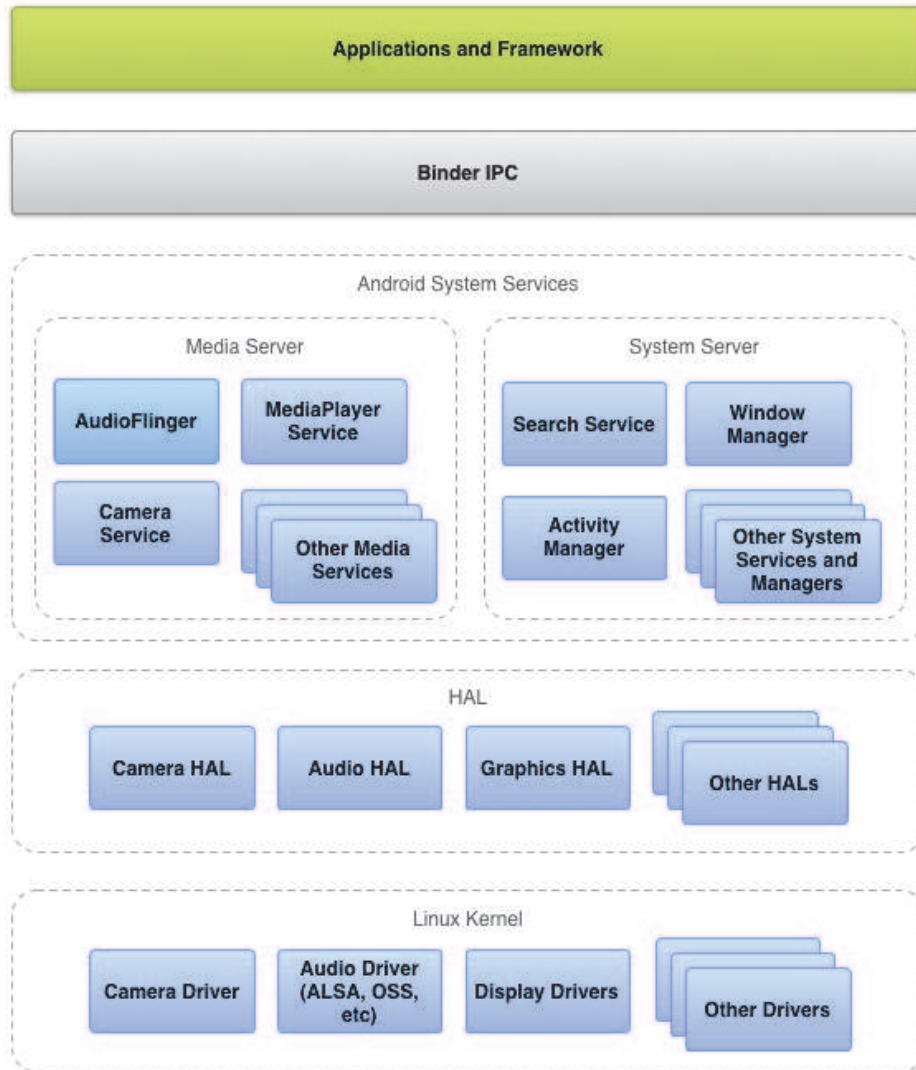 Applications and Framework
Binder IPC
Android System Services
Media Server
AudioFlinger
MediaPlayer
Service
Camera
Service
Other Media
Services
System Server
Search Service
Window
Manager
Activity
Manager
Other System
Services and
Managers
HAL
Camera HAL
Audio HAL
Graphics HAL
Other HALs
Linux Kernel
Camera Driver
Audio Driver
(ALSA, OSS,
etc)
Display Drivers
Other Drivers